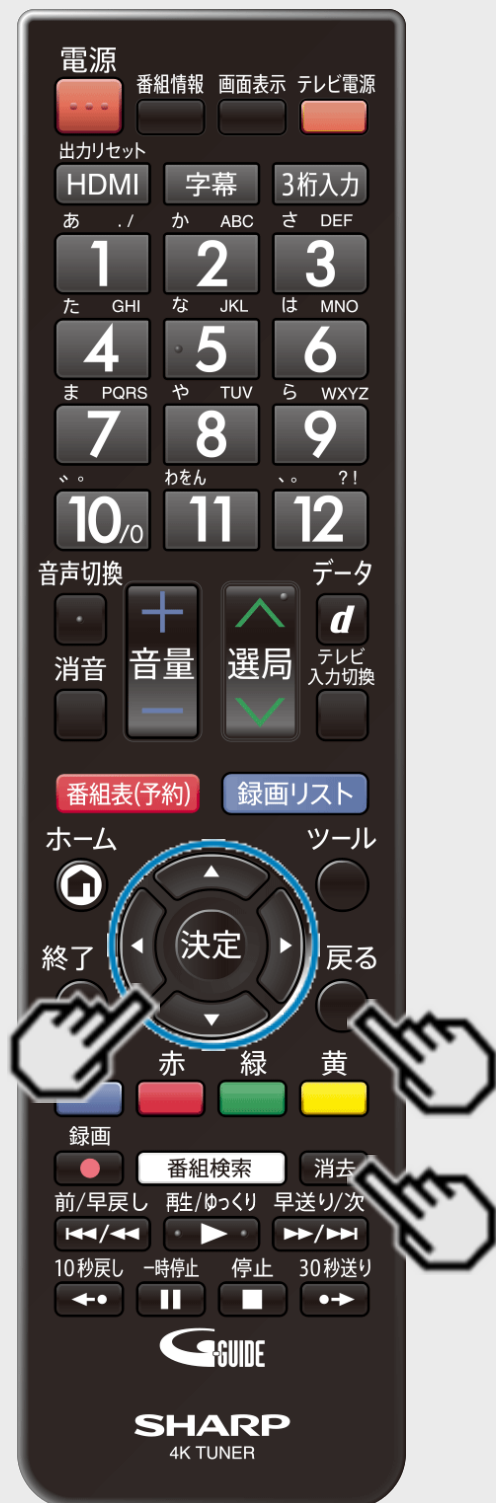 電源
番組情報 画面表示 テレビ電源
出力リセット
HDMI 字幕 3桁入力
あ ./ か ABC さ DEF
1 2 3
た GHI な JKL は MNO
4 5 6
ま PQRS や TUV ら WXYZ
7 8 9
゛゜ わをん 、。 ?!
10/0 11 12
音声切換 データ
+ d
消音 音量 選局 テレビ
入力切換
−
番組表(予約) 録画リスト
ホーム ツール
決定
終了 戻る
赤 緑 黄
録画
番組検索 消去
前/早戻し 再生/ゆっくり 早送り/次
10秒戻し 一時停止 停止 30秒送り
G-GUIDE
SHARP
4K TUNER